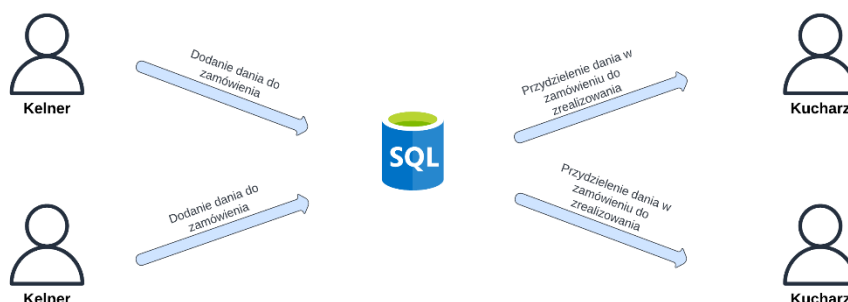 Dodanie dania do
zamówienia
Kelner
SQL
Przydzielenie dania w
zamówieniu do
zrealizowania
Kucharz
Dodanie dania do
zamówienia
Kelner
Przydzielenie dania w
zamówieniu do
zrealizowania
Kucharz